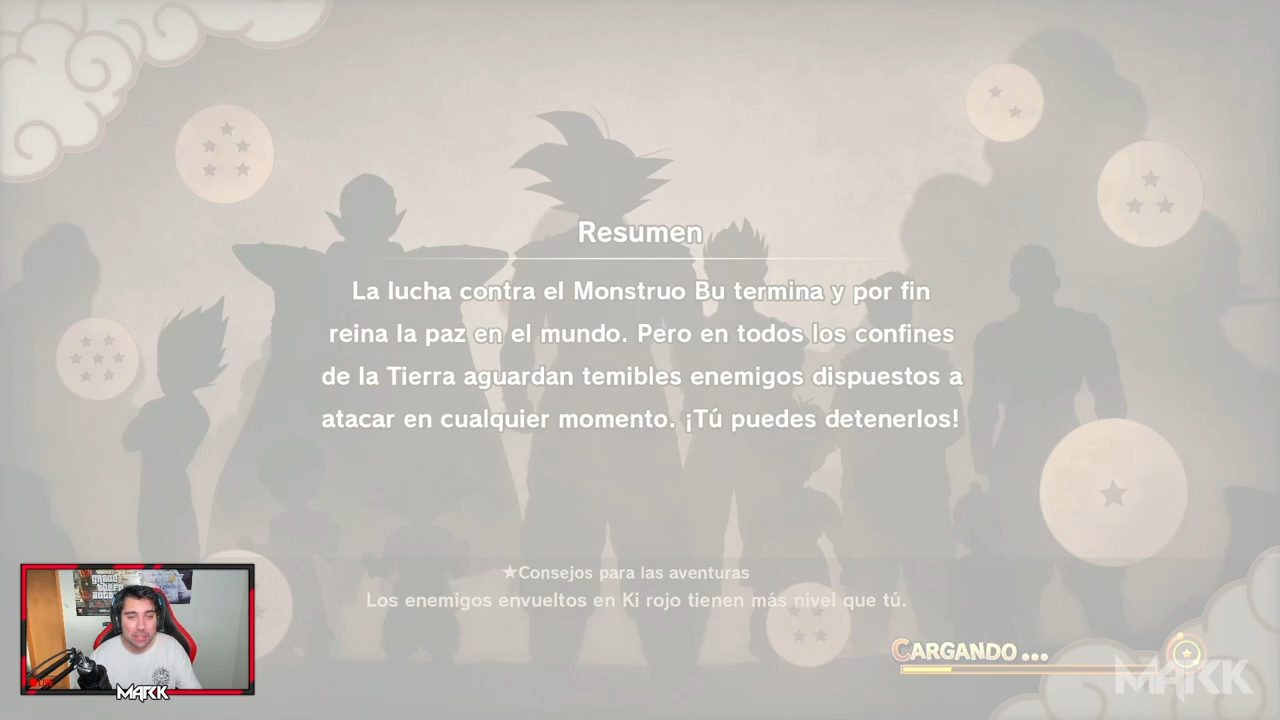 Resumen
La lucha contra el Monstruo Bu termina y por fin
reina la paz en el mundo. Pero en todos los confines
de la Tierra aguardan temibles enemigos dispuestos a
atacar en cualquier momento. ¡Tú puedes detenerlos!
★Consejos para las aventuras
Los enemigos envueltos en Ki rojo tienen más nivel que tú.
CARGANDO...
MARK
MARK